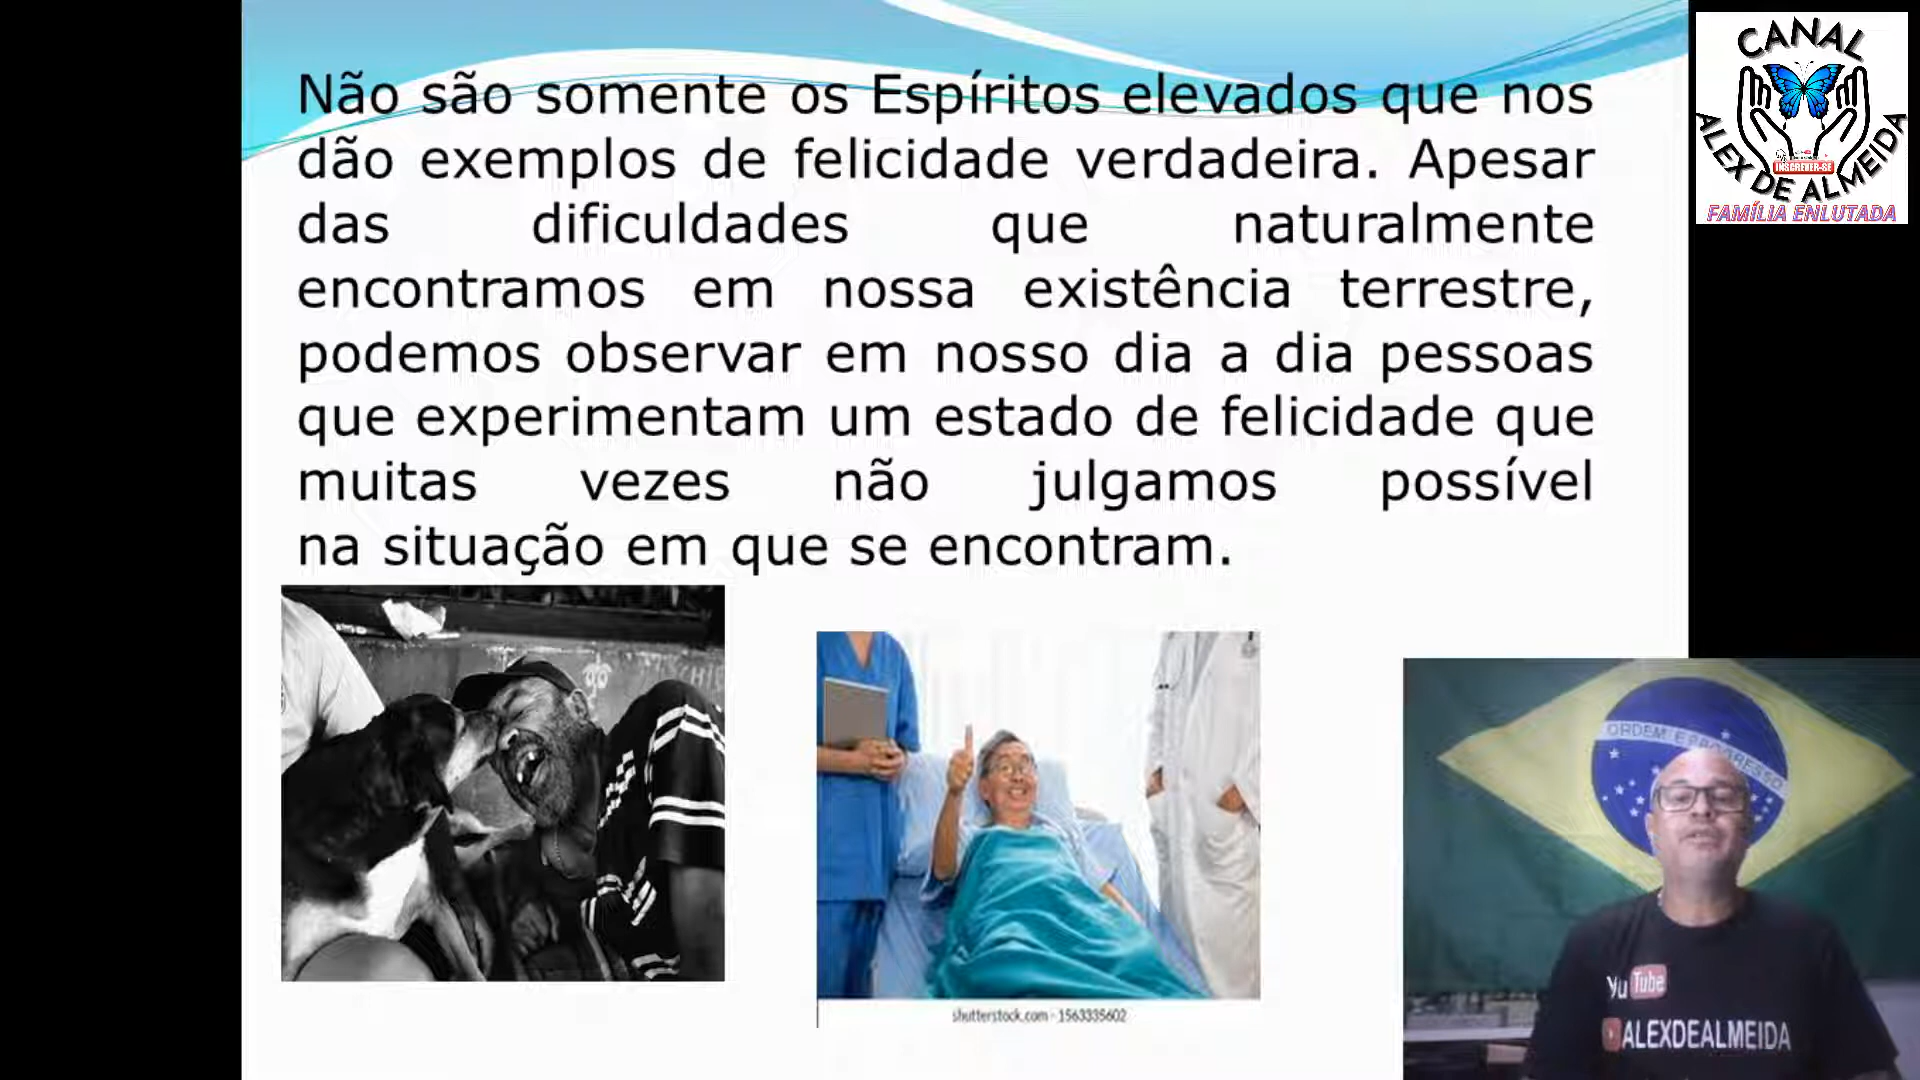 Não são somente os Espíritos elevados que nos
dão exemplos de felicidade verdadeira. Apesar
das dificuldades que naturalmente
encontramos em nossa existência terrestre,
podemos observar em nosso dia a dia pessoas
que experimentam um estado de felicidade que
muitas vezes não julgamos possível
na situação em que se encontram.
CANAL
ALEX DE ALMEIDA
INSCREVER-SE
FAMÍLIA ENLUTADA
shutterstock.com · 1563335602
ORDEM E PROGRESSO
YuTube
ALEXDEALMEIDA